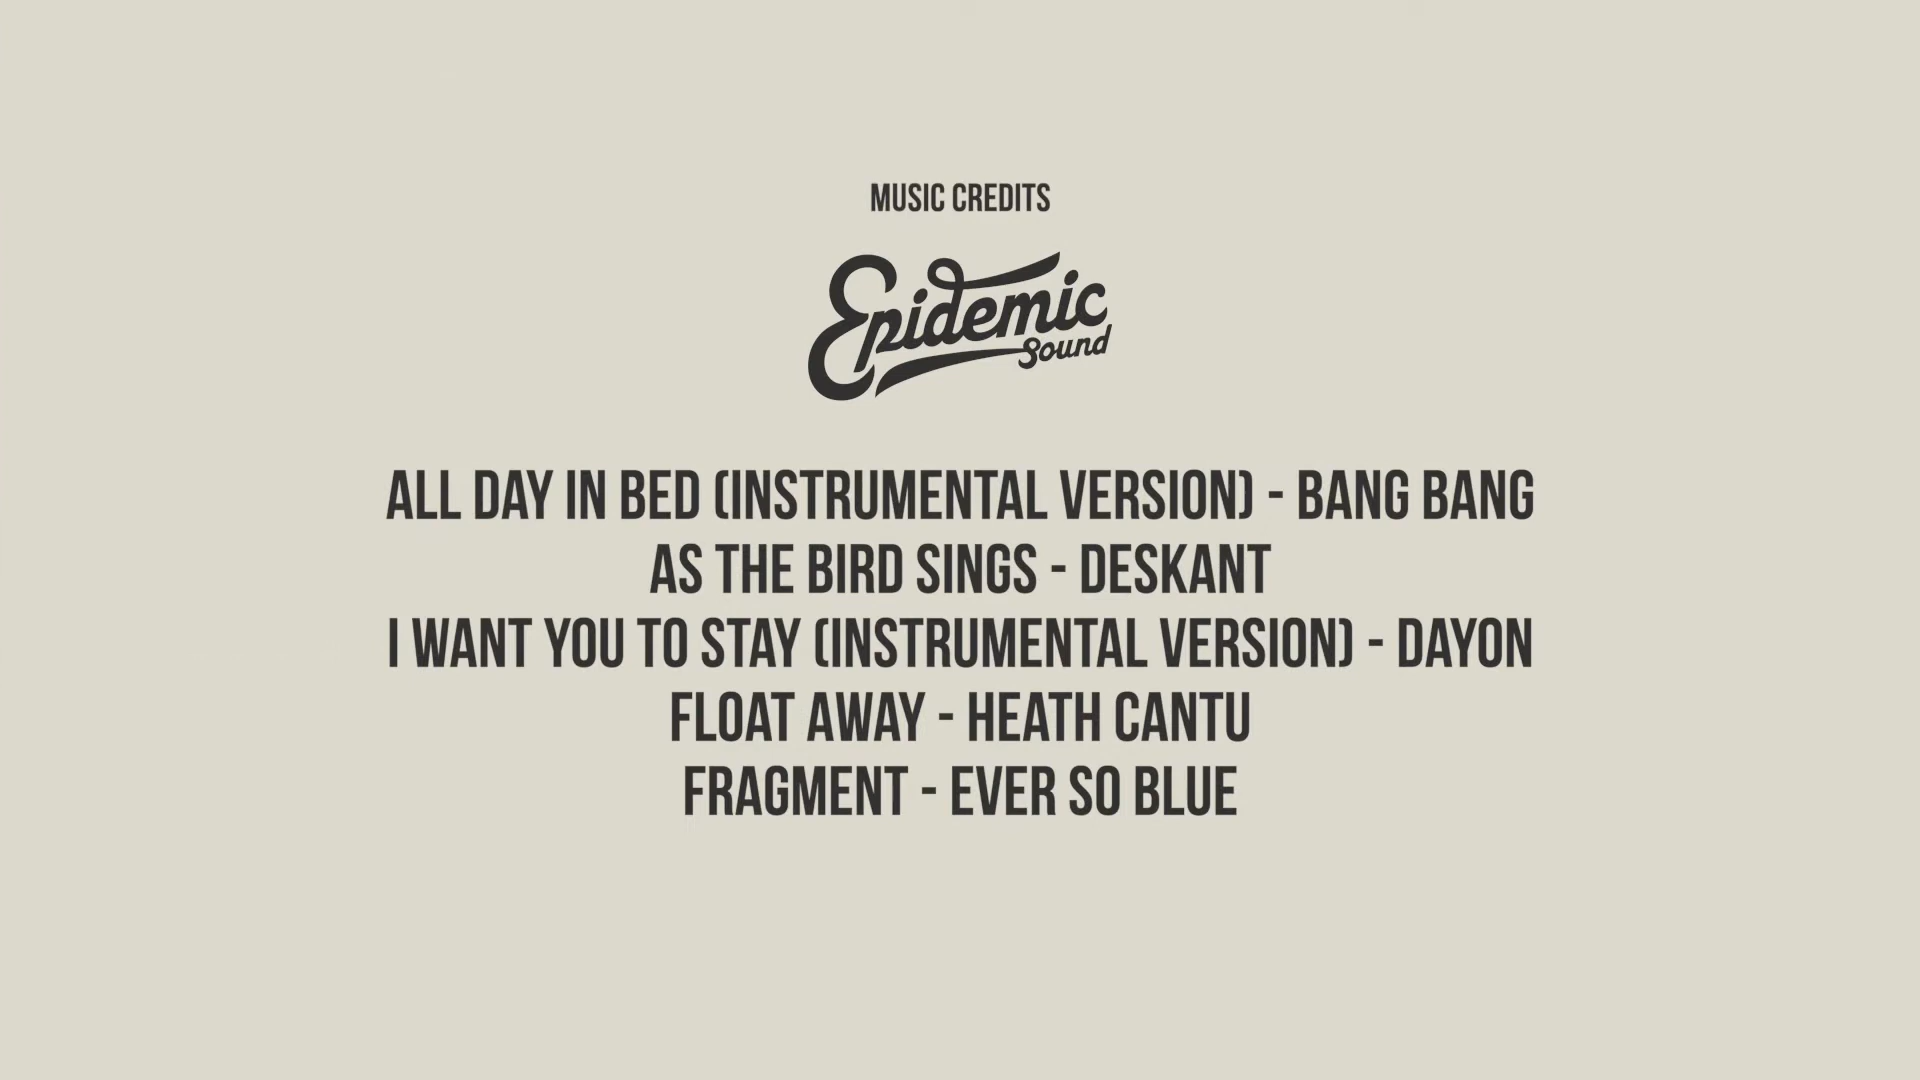 MUSIC CREDITS
Epidemic
Sound
ALL DAY IN BED (INSTRUMENTAL VERSION) - BANG BANG
AS THE BIRD SINGS - DESKANT
I WANT YOU TO STAY (INSTRUMENTAL VERSION) - DAYON
FLOAT AWAY - HEATH CANTU
FRAGMENT - EVER SO BLUE